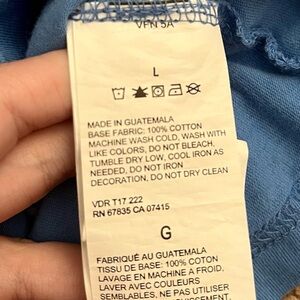 VFN 5A
L
MADE IN GUATEMALA
BASE FABRIC: 100% COTTON
MACHINE WASH COLD, WASH WITH
LIKE COLORS, DO NOT BLEACH,
TUMBLE DRY LOW, COOL IRON AS
NEEDED, DO NOT IRON
DECORATION, DO NOT DRY CLEAN
VDR T17 222
RN 67835 CA 07415
G
FABRIQUÉ AU GUATEMALA
TISSU DE BASE: 100% COTON
LAVAGE EN MACHINE A FROID,
LAVER AVEC COULEURS
SEMBLABLES, NE PAS UTILISER